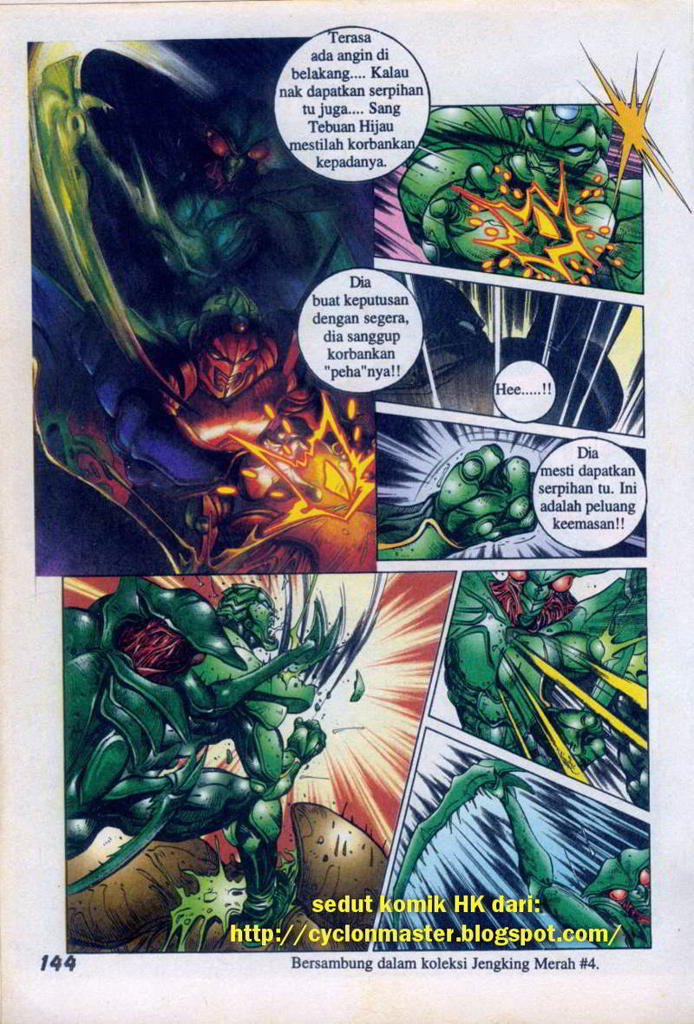 Terasa
ada angin di
belakang.... Kalau
nak dapatkan serpihan
tu juga.... Sang
Tebuan Hijau
mestilah korbankan
kepadanya.
Dia
buat keputusan
dengan segera,
dia sanggup
korbankan
"peha"nya!!
Hee.....!!
Dia
mesti dapatkan
serpihan tu. Ini
adalah peluang
keemasan!!
sedut komik HK dari:
http://cyclonmaster.blogspot.com/
144
Bersambung dalam koleksi Jengking Merah #4.